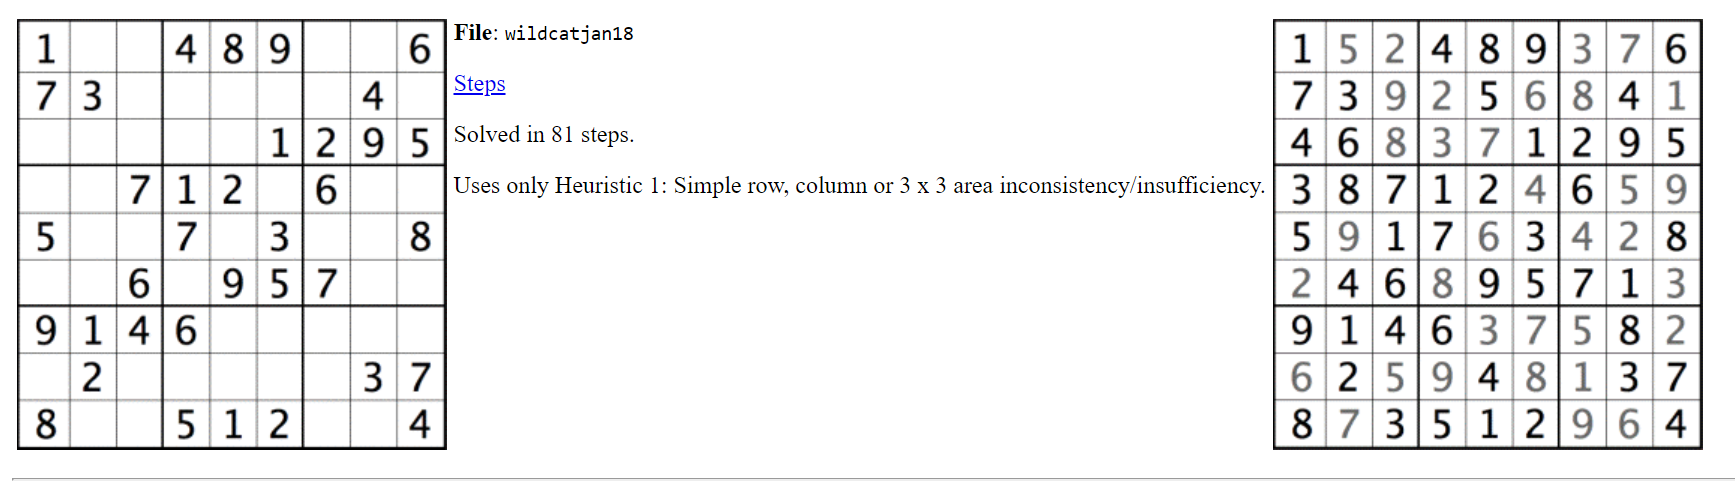 1 4 8 9 6
7 3 4
1 2 9 5
7 1 2 6
5 7 3 8
6 9 5 7
9 1 4 6
2 3 7
8 5 1 2 4
File: wildcatjan18
Steps
Solved in 81 steps.
Uses only Heuristic 1: Simple row, column or 3 x 3 area inconsistency/insufficiency.
1 5 2 4 8 9 3 7 6
7 3 9 2 5 6 8 4 1
4 6 8 3 7 1 2 9 5
3 8 7 1 2 4 6 5 9
5 9 1 7 6 3 4 2 8
2 4 6 8 9 5 7 1 3
9 1 4 6 3 7 5 8 2
6 2 5 9 4 8 1 3 7
8 7 3 5 1 2 9 6 4